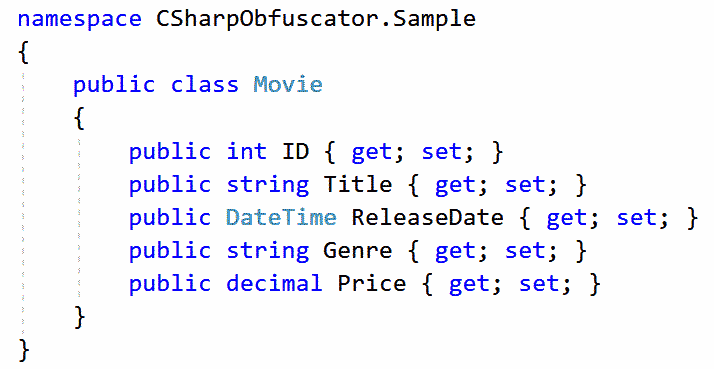 namespace CSharpObfuscator.Sample
{
    public class Movie
    {
        public int ID { get; set; }
        public string Title { get; set; }
        public DateTime ReleaseDate { get; set; }
        public string Genre { get; set; }
        public decimal Price { get; set; }
    }
}